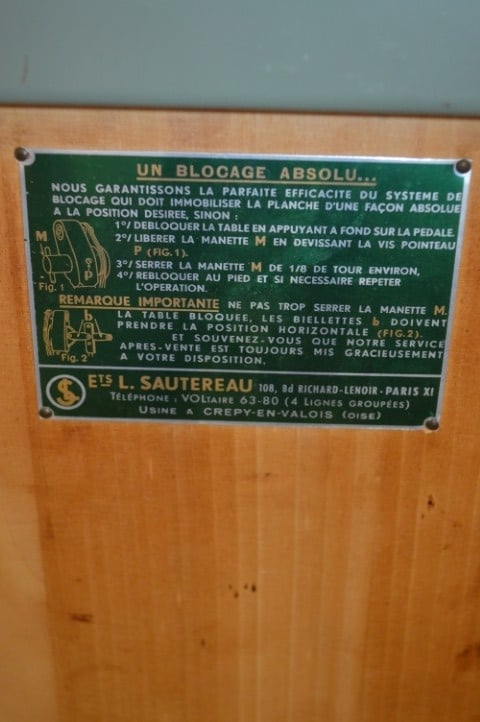 UN BLOCAGE ABSOLU...
NOUS GARANTISSONS LA PARFAITE EFFICACITE DU SYSTEME DE
BLOCAGE QUI DOIT IMMOBILISER LA PLANCHE D'UNE FAÇON ABSOLUE
A LA POSITION DESIREE, SINON :
1°/ DEBLOQUER LA TABLE EN APPUYANT A FOND SUR LA PEDALE.
2°/ LIBERER LA MANETTE M EN DEVISSANT LA VIS POINTEAU
P (FIG.1).
3°/ SERRER LA MANETTE M DE 1/8 DE TOUR ENVIRON,
4°/ REBLOQUER AU PIED ET SI NECESSAIRE REPETER
L'OPERATION.
M
P
Fig. 1
REMARQUE IMPORTANTE NE PAS TROP SERRER LA MANETTE M.
LA TABLE BLOQUEE, LES BIELLETTES b DOIVENT
PRENDRE LA POSITION HORIZONTALE (FIG.2).
ET SOUVENEZ-VOUS QUE NOTRE SERVICE
APRES-VENTE EST TOUJOURS MIS GRACIEUSEMENT
A VOTRE DISPOSITION.
b
Fig. 2
ETS L. SAUTEREAU 108, Bd RICHARD-LENOIR - PARIS XI
TÉLÉPHONE : VOLTAIRE 63-80 (4 LIGNES GROUPÉES)
USINE A CREPY-EN-VALOIS (OISE)